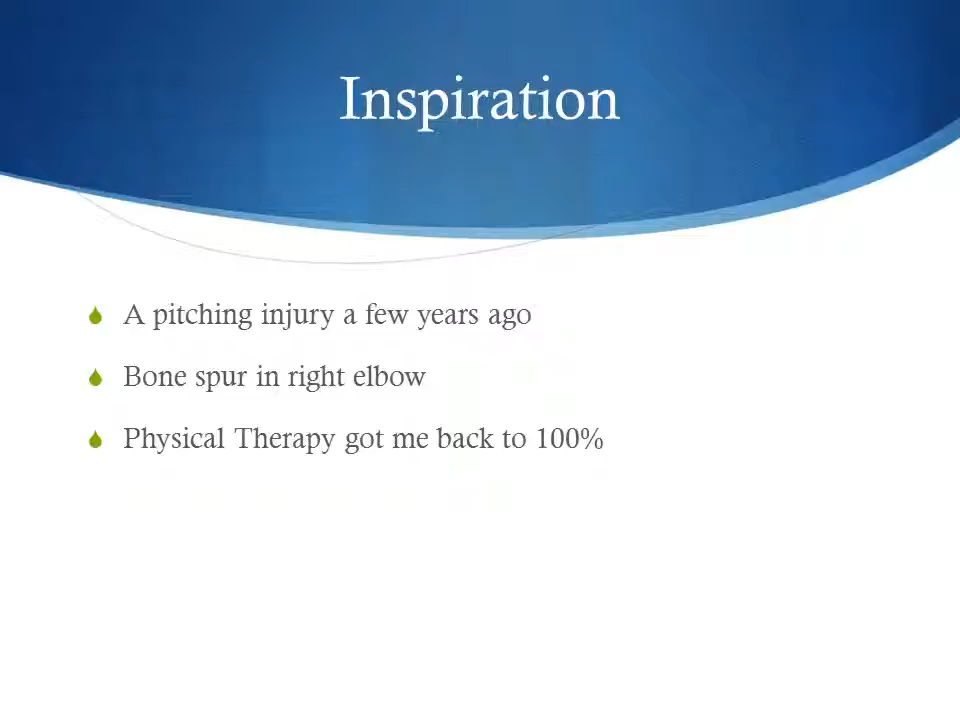 Inspiration
A pitching injury a few years ago
Bone spur in right elbow
Physical Therapy got me back to 100%